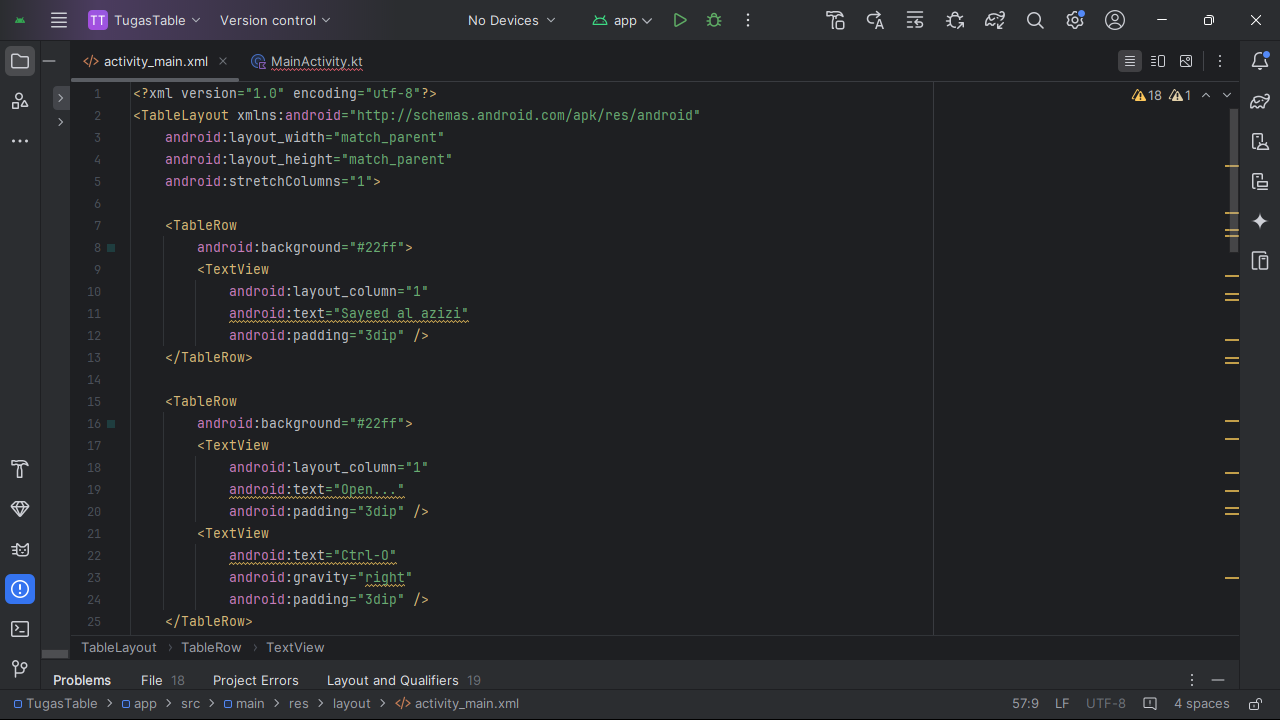 TT TugasTable Version control No Devices app
activity_main.xml MainActivity.kt
18 1
1 <?xml version="1.0" encoding="utf-8"?>
2 <TableLayout xmlns:android="http://schemas.android.com/apk/res/android"
3 android:layout_width="match_parent"
4 android:layout_height="match_parent"
5 android:stretchColumns="1">
6
7 <TableRow
8 android:background="#22ff">
9 <TextView
10 android:layout_column="1"
11 android:text="Sayeed al azizi"
12 android:padding="3dip" />
13 </TableRow>
14
15 <TableRow
16 android:background="#22ff">
17 <TextView
18 android:layout_column="1"
19 android:text="Open..."
20 android:padding="3dip" />
21 <TextView
22 android:text="Ctrl-O"
23 android:gravity="right"
24 android:padding="3dip" />
25 </TableRow>
TableLayout › TableRow › TextView
Problems File 18 Project Errors Layout and Qualifiers 19
TugasTable > app > src > main > res > layout > activity_main.xml 57:9 LF UTF-8 4 spaces